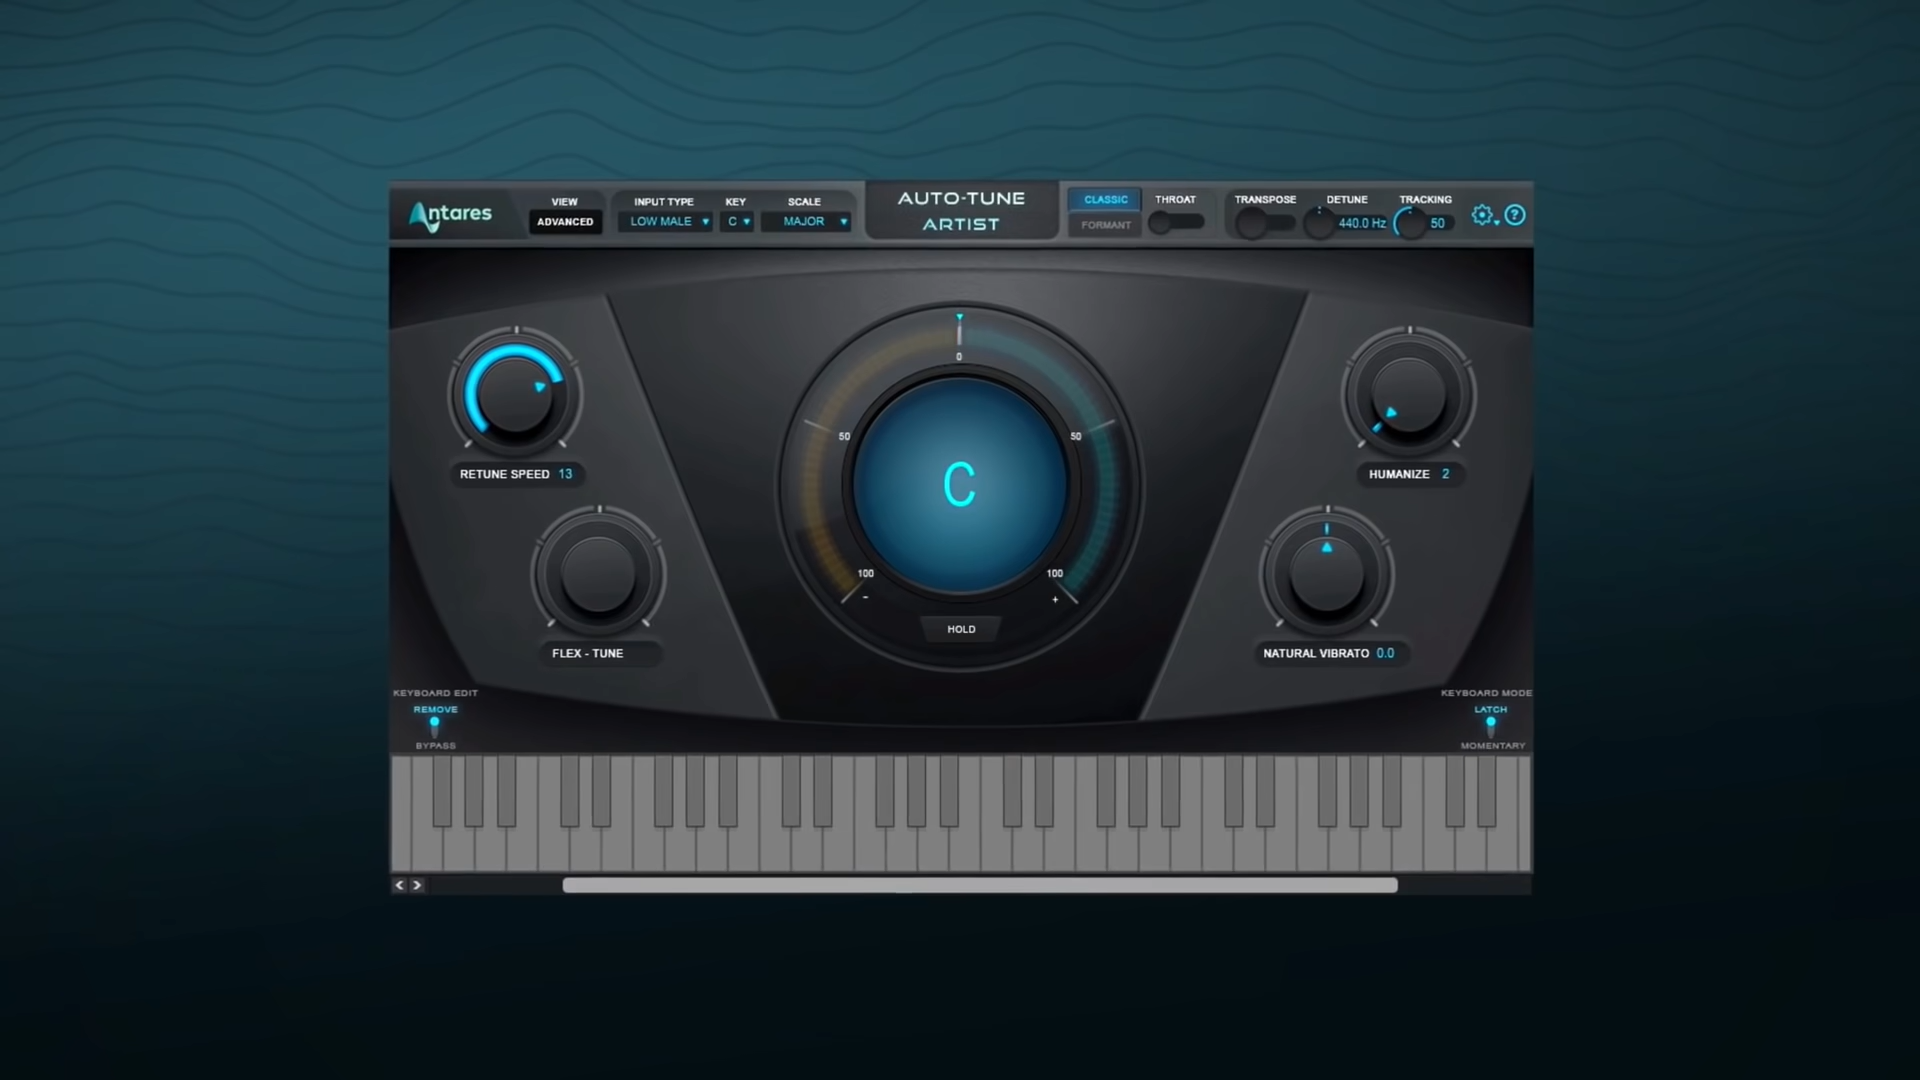 Antares
VIEW
ADVANCED
INPUT TYPE
LOW MALE
KEY
C
SCALE
MAJOR
AUTO-TUNE
ARTIST
CLASSIC
FORMANT
THROAT
TRANSPOSE
DETUNE
440.0 Hz
TRACKING
50
?
0
50
50
100
100
-
+
C
HOLD
RETUNE SPEED 13
FLEX - TUNE
HUMANIZE 2
NATURAL VIBRATO 0.0
KEYBOARD EDIT
REMOVE
BYPASS
KEYBOARD MODE
LATCH
MOMENTARY